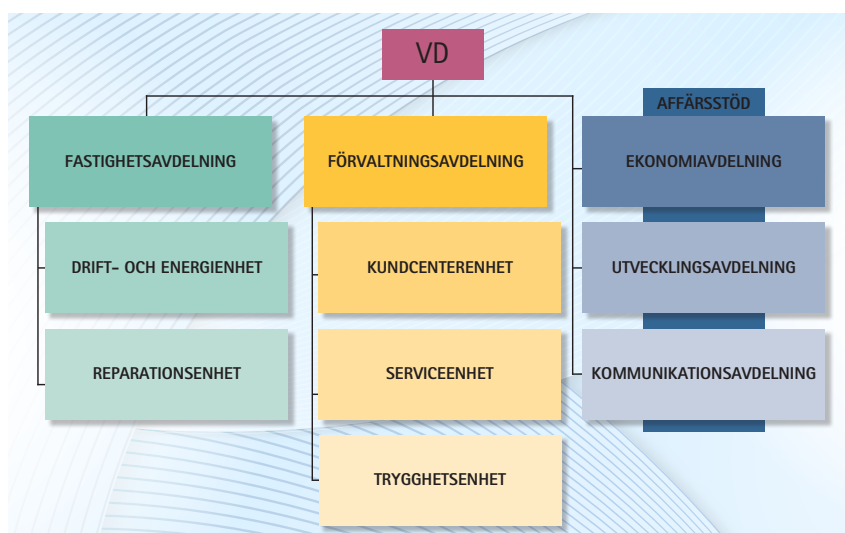 VD
AFFÄRSSTÖD
FASTIGHETSAVDELNING
FÖRVALTNINGSAVDELNING
EKONOMIAVDELNING
DRIFT- OCH ENERGIENHET
KUNDCENTERENHET
UTVECKLINGSAVDELNING
REPARATIONSENHET
SERVICEENHET
KOMMUNIKATIONSAVDELNING
TRYGGHETSENHET